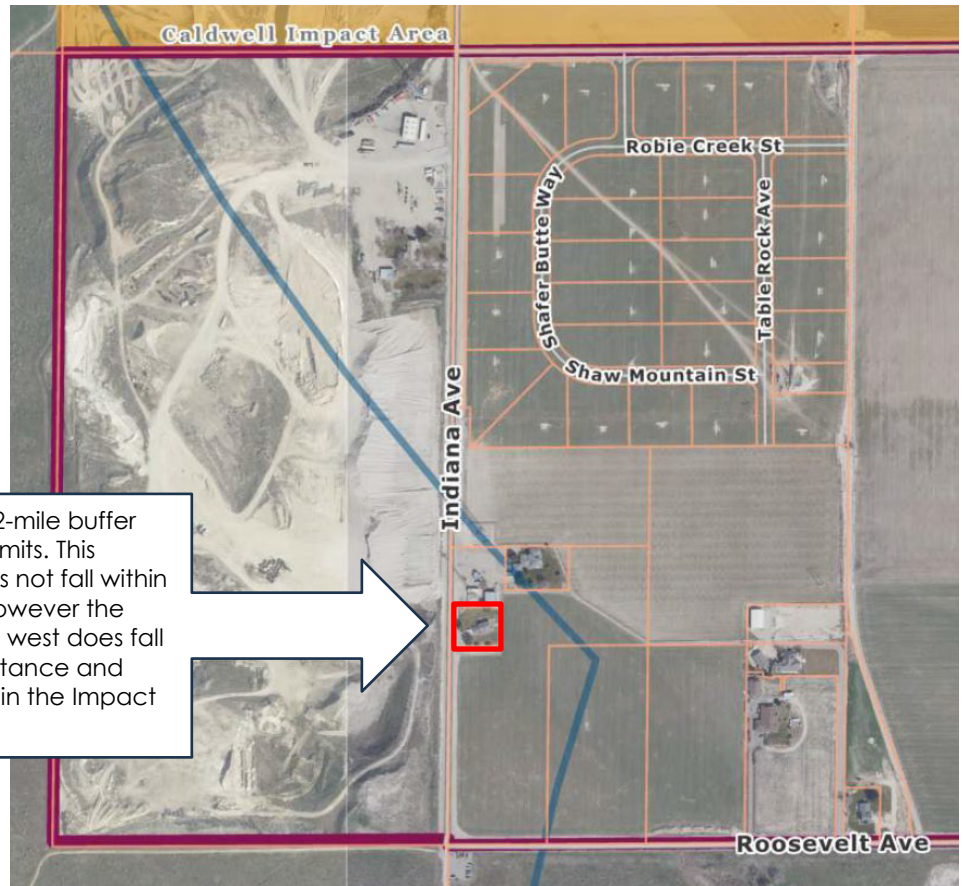 Caldwell Impact Area
Robie Creek St
Shafer Butte Way
Table Rock Ave
Shaw Mountain St
Indiana Ave
2-mile buffer
mits. This
s not fall within
owever the
west does fall
tance and
in the Impact
Roosevelt Ave